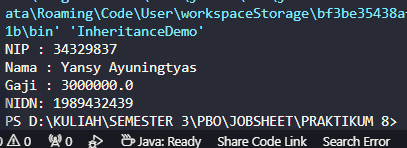 ata\Roaming\Code\User\workspaceStorage\bf3be35438a
1b\bin' 'InheritanceDemo'
NIP : 34329837
Nama : Yansy Ayuningtyas
Gaji : 3000000.0
NIDN: 1989432439
PS D:\KULIAH\SEMESTER 3\PBO\JOBSHEET\PRAKTIKUM 8>
0 0 Java: Ready Share Code Link Search Error